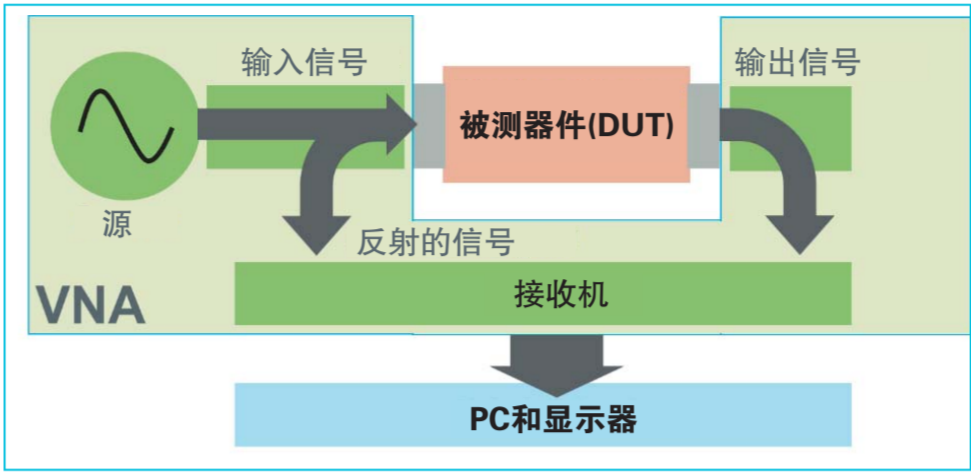 输入信号
输出信号
被测器件(DUT)
源
反射的信号
VNA
接收机
PC和显示器